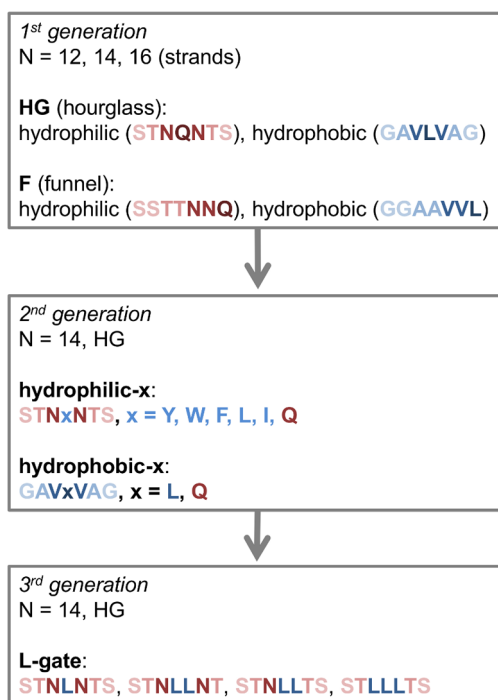 1st generation
N = 12, 14, 16 (strands)
HG (hourglass):
hydrophilic (STNQNTS), hydrophobic (GAVLVAG)
F (funnel):
hydrophilic (SSTTNNQ), hydrophobic (GGAAVVL)
2nd generation
N = 14, HG
hydrophilic-x:
STNxNTS, x = Y, W, F, L, I, Q
hydrophobic-x:
GAVxVAG, x = L, Q
3rd generation
N = 14, HG
L-gate:
STNLNTS, STNLLNT, STNLLTS, STLLLTS